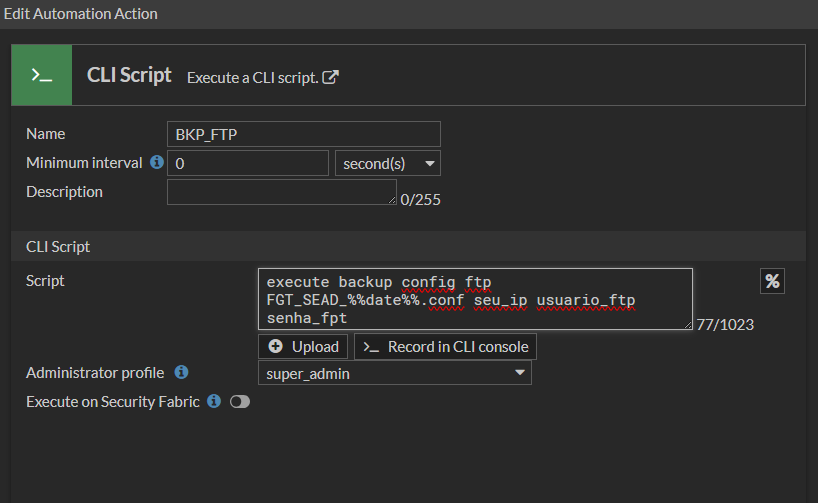 Edit Automation Action
>_ CLI Script Execute a CLI script.
Name BKP_FTP
Minimum interval 0 second(s)
Description 0/255
CLI Script
Script execute backup config ftp
FGT_SEAD_%%date%%.conf seu_ip usuario_ftp
senha_fpt 77/1023
%
Upload >_ Record in CLI console
Administrator profile super_admin
Execute on Security Fabric